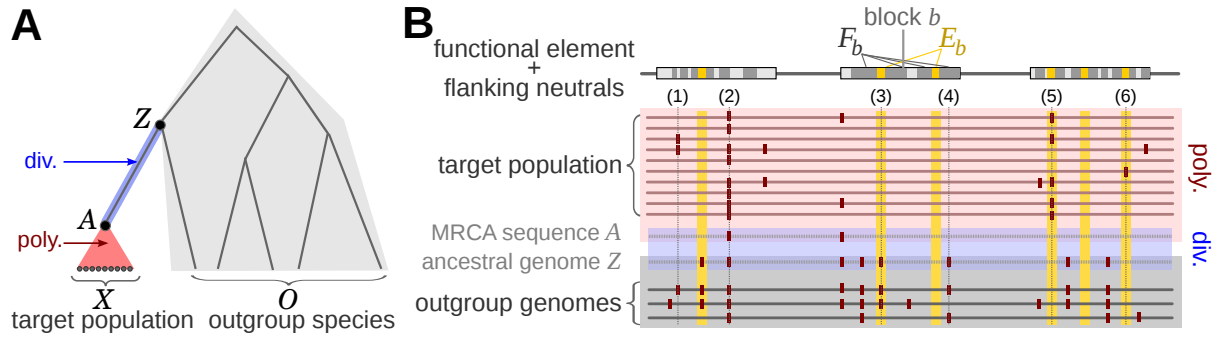 A
Z
div.
A
poly.
X
O
target population
outgroup species
B
block b
F_b
E_b
functional element
+
flanking neutrals
(1)
(2)
(3)
(4)
(5)
(6)
target population
poly.
MRCA sequence A
ancestral genome Z
div.
outgroup genomes